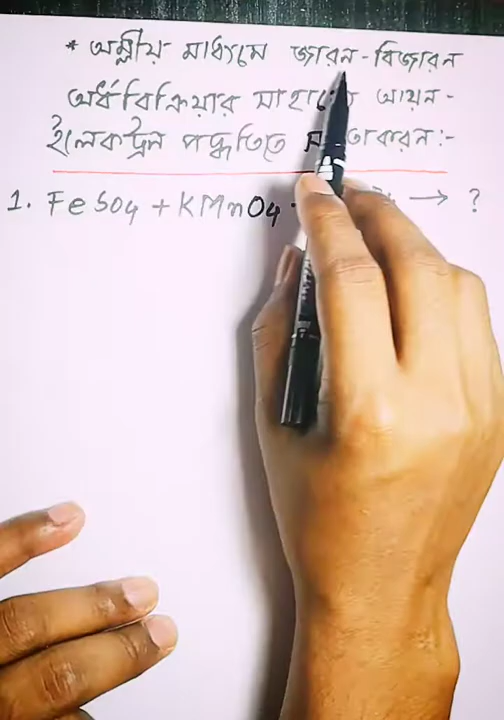 * অম্লীয় মাধ্যমে জারন-বিজারন
অর্ধবিক্রিয়ার আয়ন-
ইলেকট্রন পদ্ধতিতে :-
1. FeSO4 + KMnO4 → ?